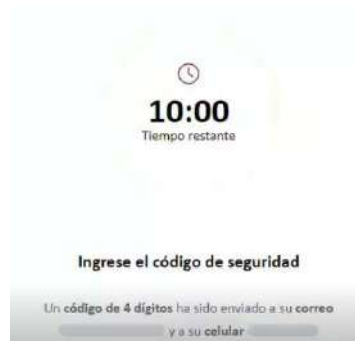 10:00
Tiempo restante
Ingrese el código de seguridad
Un código de 4 dígitos ha sido enviado a su correo
y a su celular